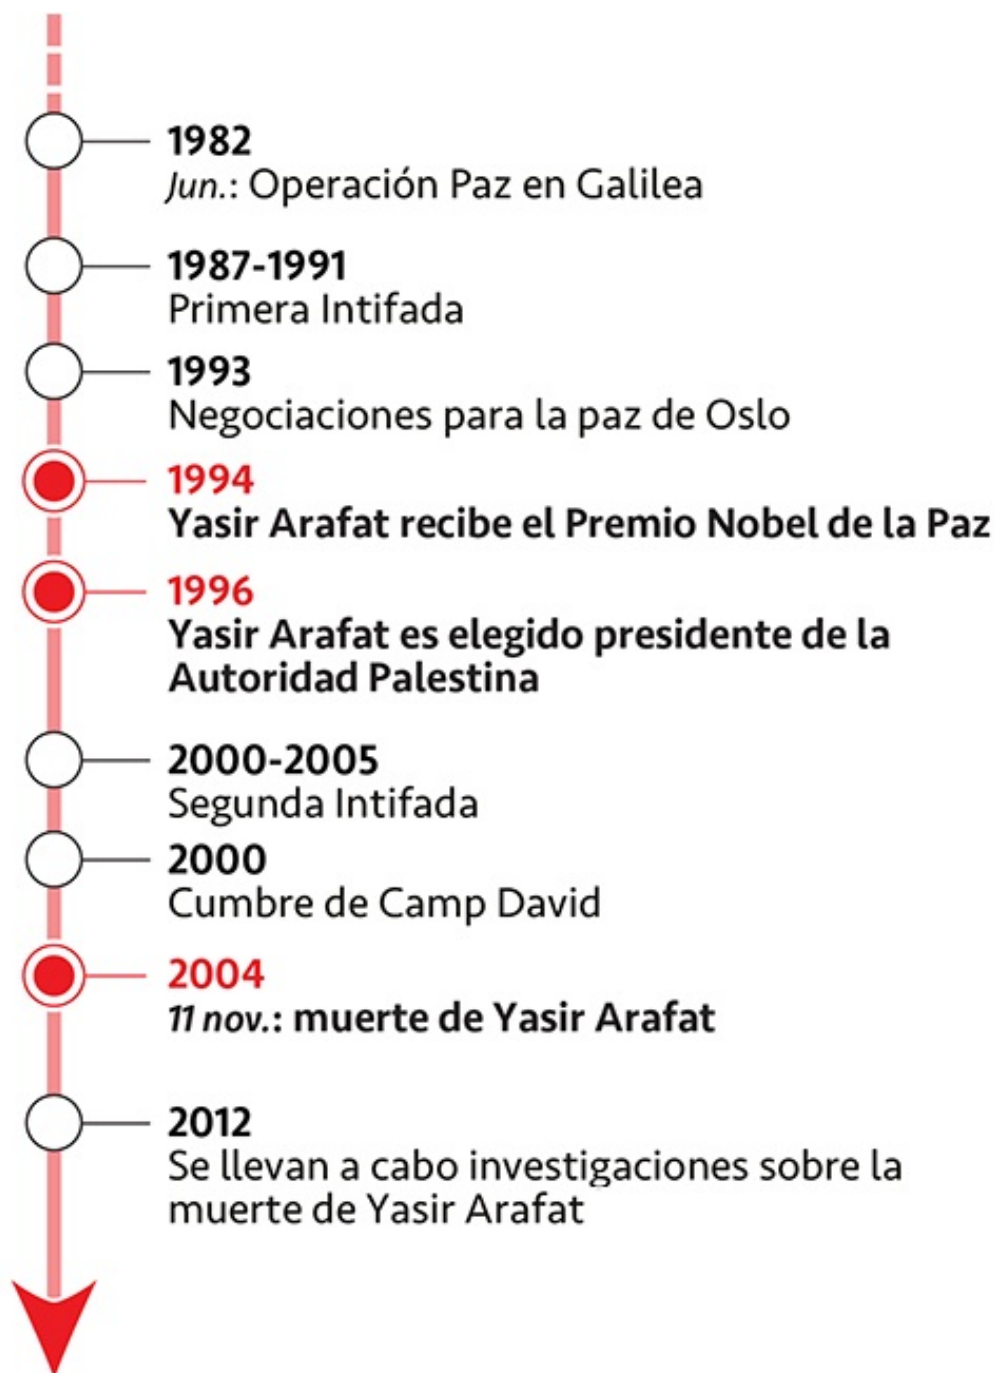 1982
Jun.: Operación Paz en Galilea
1987-1991
Primera Intifada
1993
Negociaciones para la paz de Oslo
1994
Yasir Arafat recibe el Premio Nobel de la Paz
1996
Yasir Arafat es elegido presidente de la
Autoridad Palestina
2000-2005
Segunda Intifada
2000
Cumbre de Camp David
2004
11 nov.: muerte de Yasir Arafat
2012
Se llevan a cabo investigaciones sobre la
muerte de Yasir Arafat